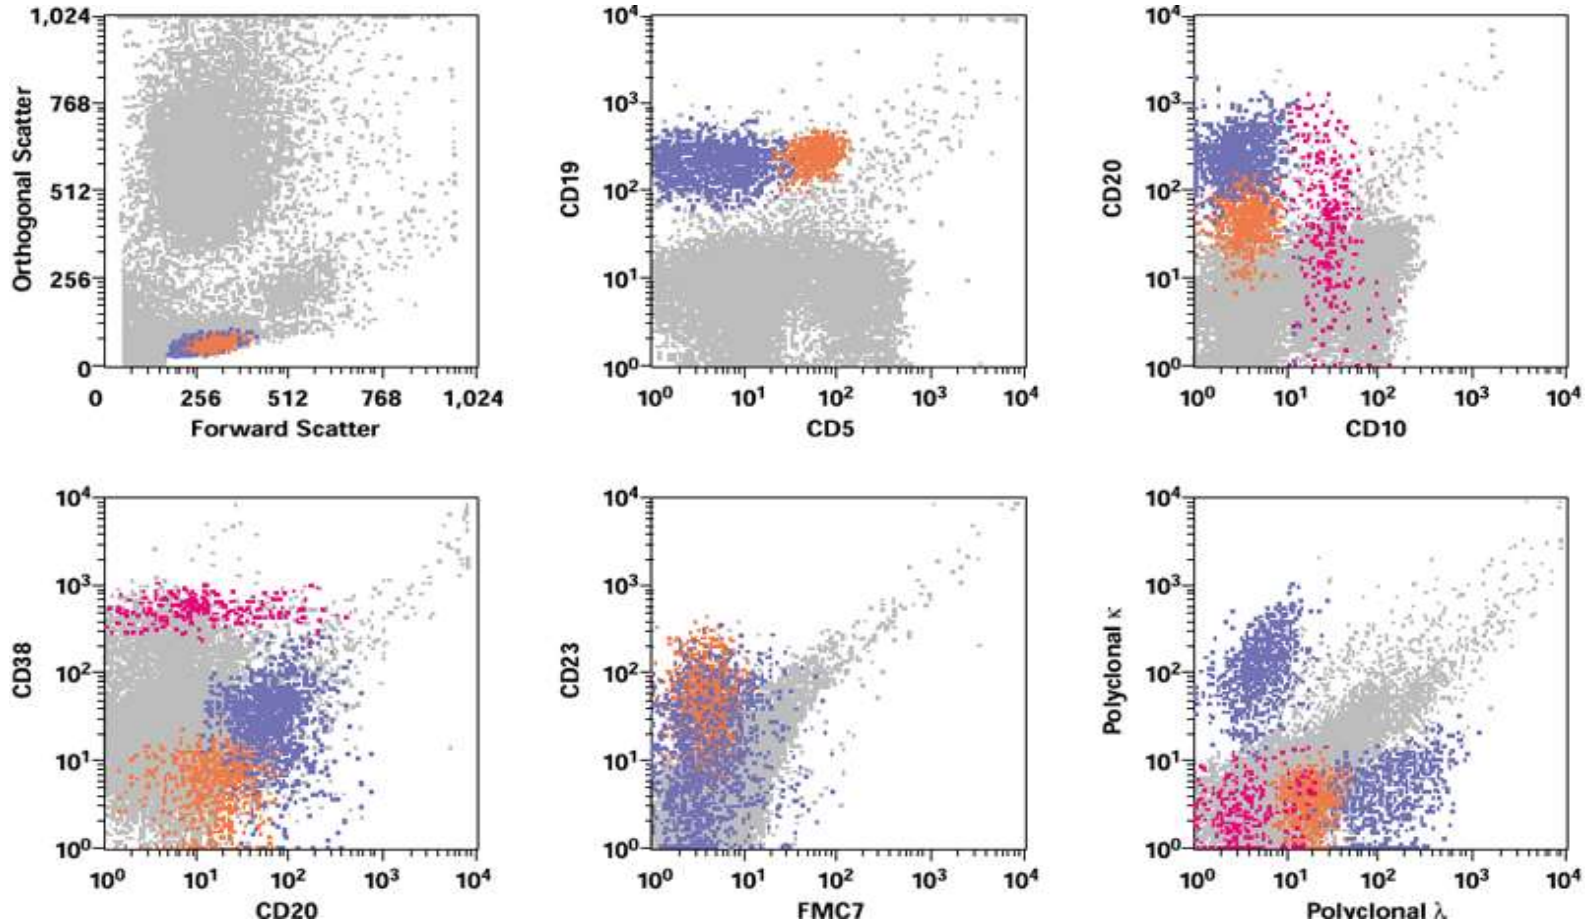 1,024
768
512
256
0
Orthogonal Scatter
0 256 512 768 1,024
Forward Scatter
10⁴
10³
10²
10¹
10⁰
CD19
10⁰ 10¹ 10² 10³ 10⁴
CD5
10⁴
10³
10²
10¹
10⁰
CD20
10⁰ 10¹ 10² 10³ 10⁴
CD10
10⁴
10³
10²
10¹
10⁰
CD38
10⁰ 10¹ 10² 10³ 10⁴
CD20
10⁴
10³
10²
10¹
10⁰
CD23
10⁰ 10¹ 10² 10³ 10⁴
FMC7
10⁴
10³
10²
10¹
10⁰
Polyclonal κ
10⁰ 10¹ 10² 10³ 10⁴
Polyclonal λ